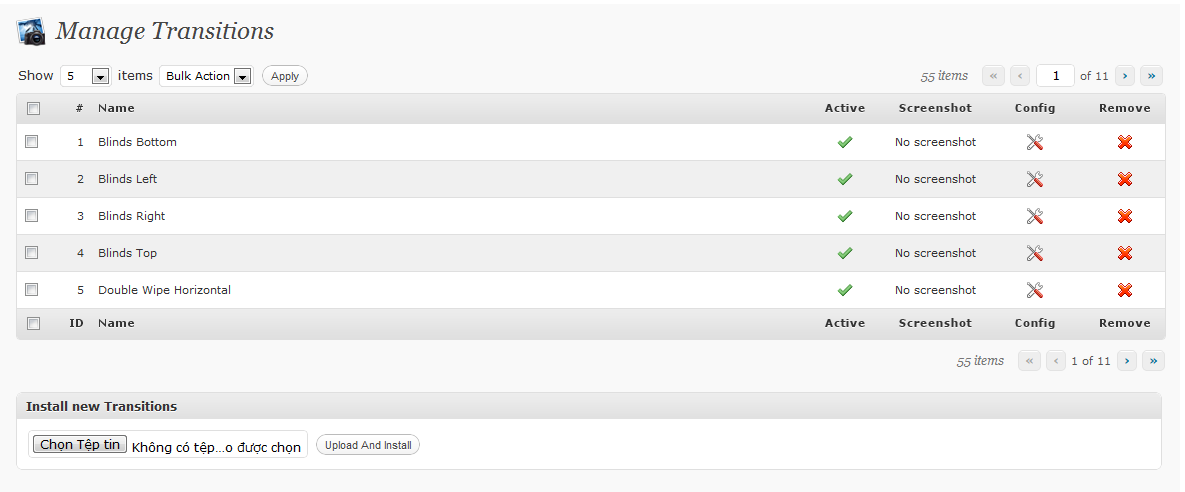 Manage Transitions
Show 5 items Bulk Action Apply 55 items « ‹ 1 of 11 › »
# Name Active Screenshot Config Remove
1 Blinds Bottom No screenshot
2 Blinds Left No screenshot
3 Blinds Right No screenshot
4 Blinds Top No screenshot
5 Double Wipe Horizontal No screenshot
ID Name Active Screenshot Config Remove
55 items « ‹ 1 of 11 › »
Install new Transitions
Chọn Tệp tin Không có tệp...o được chọn Upload And Install